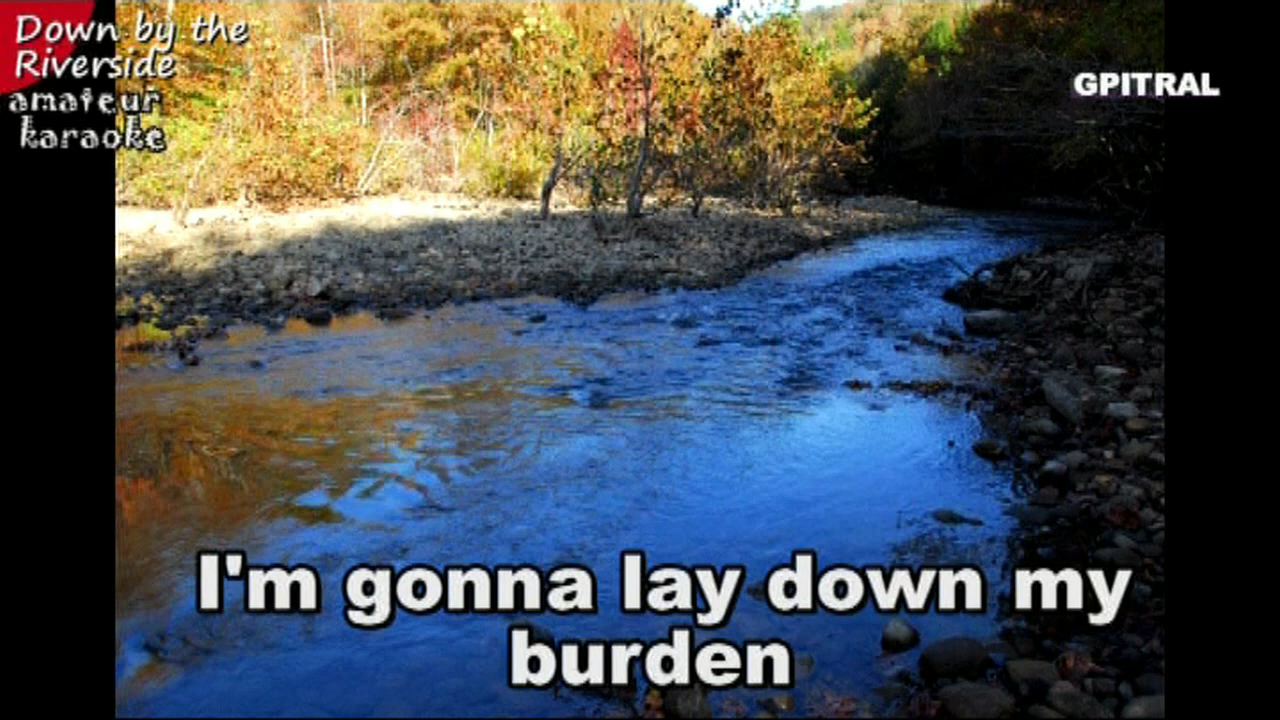 Down by the
Riverside
amateur
karaoke
GPITRAL
I'm gonna lay down my
burden